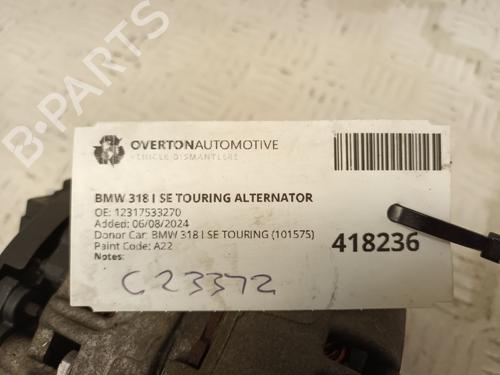 B-PARTS
OVERTONAUTOMOTIVE
VEHICLE DISMANTLERS
BMW 318 I SE TOURING ALTERNATOR
OE: 12317533270
Added: 06/08/2024
Donor Car: BMW 318 I SE TOURING (101575)
Paint Code: A22
Notes:
418236
C23372